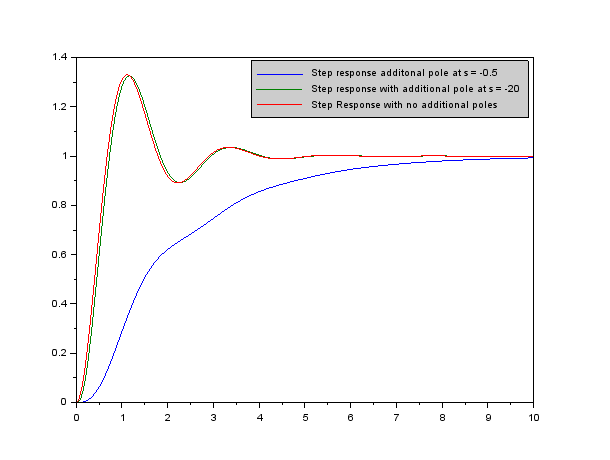 1.4
Step response additonal pole at s = -0.5
Step response with additional pole at s = -20
Step Response with no additional poles
1.2
1
0.8
0.6
0.4
0.2
0
0 1 2 3 4 5 6 7 8 9 10